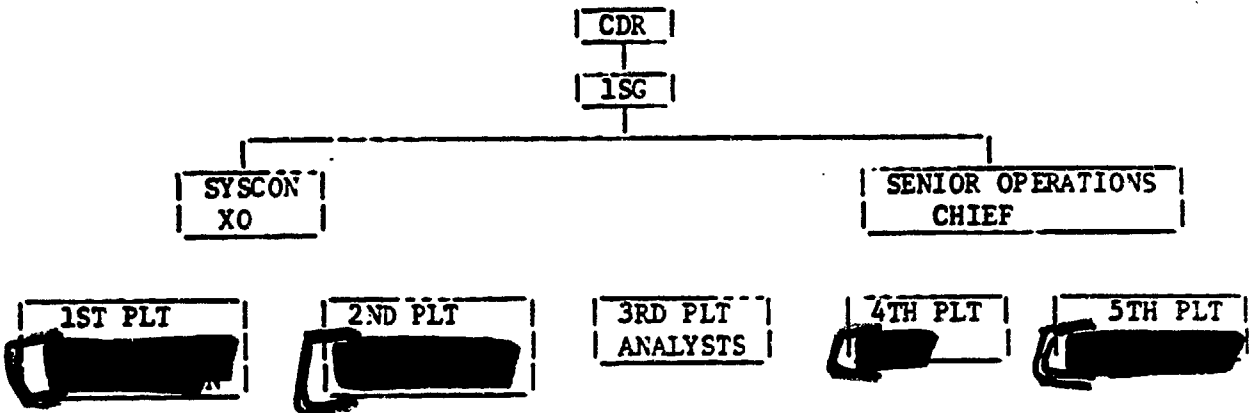 CDR
1SG
SYSCON
XO
SENIOR OPERATIONS
CHIEF
1ST PLT
2ND PLT
3RD PLT
ANALYSTS
4TH PLT
5TH PLT